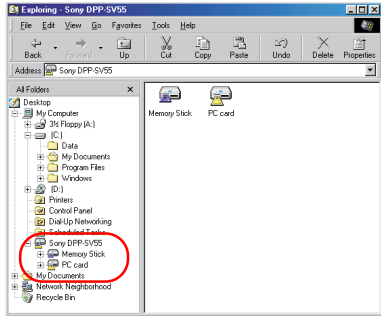 Exploring - Sony DPP-SV55
File Edit View Go Favorites Tools Help
Back Forward Up Cut Copy Paste Undo Delete Properties
Address Sony DPP-SV55
All Folders
Desktop
My Computer
3½ Floppy (A:)
(C:)
Data
My Documents
Program Files
Windows
(D:)
Printers
Control Panel
Dial-Up Networking
Scheduled Tasks
Sony DPP-SV55
Memory Stick
PC card
My Documents
Network Neighborhood
Recycle Bin
Memory Stick PC card